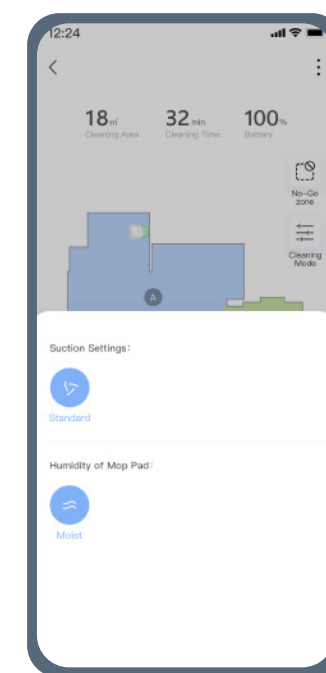 12:24
18㎡ 32min 100%
Cleaning Area Cleaning Time Battery
No-Go
zone
Cleaning
Mode
A
Suction Settings:
Standard
Humidity of Mop Pad:
Moist